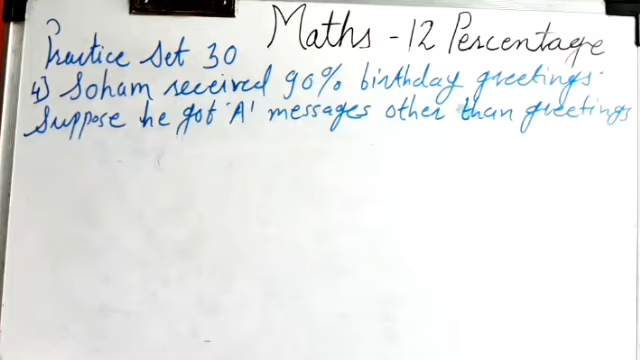 Maths - 12 Percentage
Practice Set 30
4) Soham received 90% birthday greetings.
Suppose he got 'A' messages other than greetings